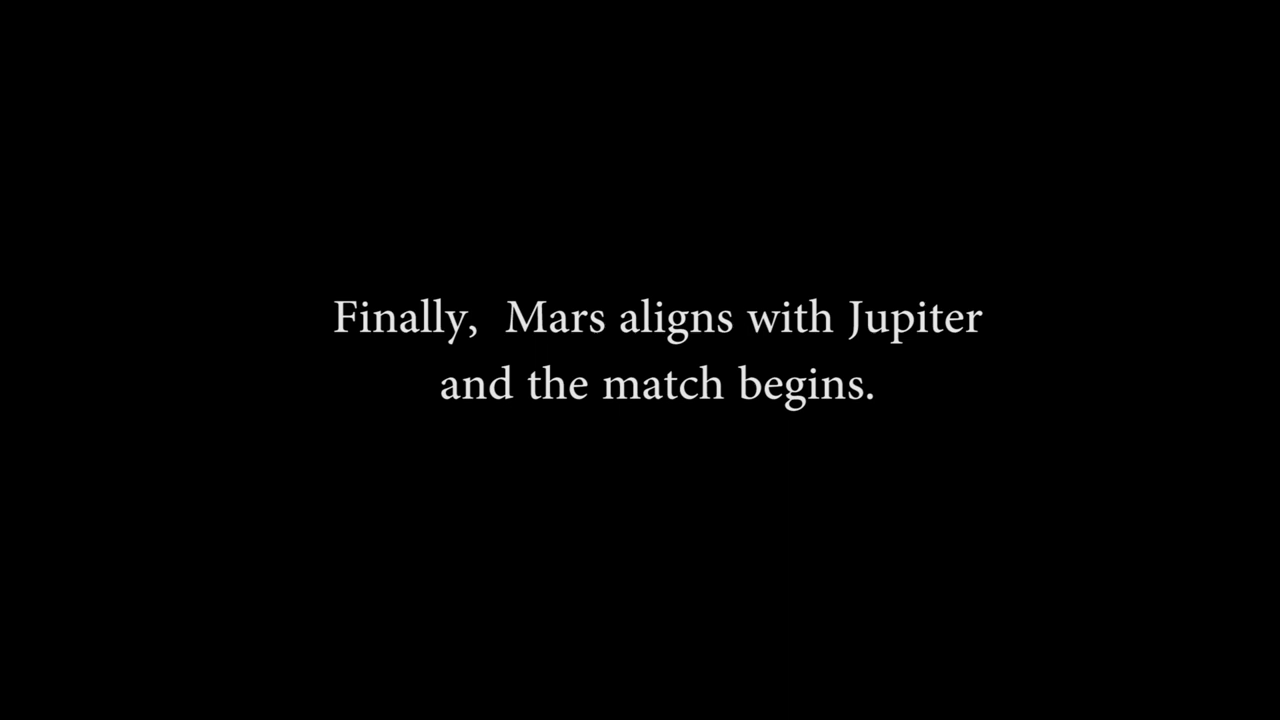 Finally,  Mars aligns with Jupiter
and the match begins.